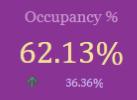 Occupancy %
62.13%
↑ 36.36%